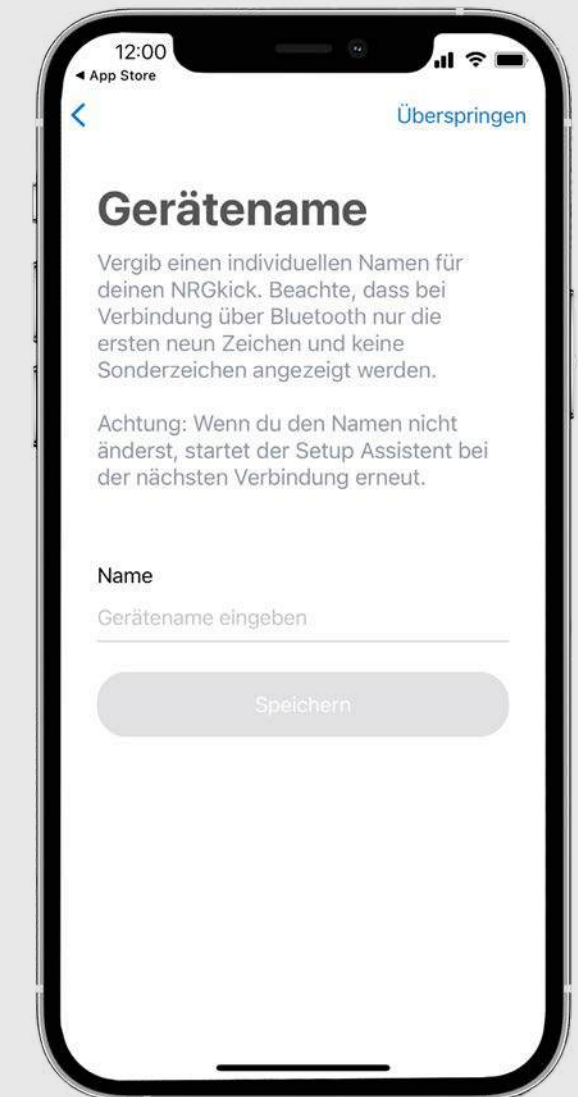 12:00
◀ App Store
Überspringen
Gerätename
Vergib einen individuellen Namen für
deinen NRGkick. Beachte, dass bei
Verbindung über Bluetooth nur die
ersten neun Zeichen und keine
Sonderzeichen angezeigt werden.
Achtung: Wenn du den Namen nicht
änderst, startet der Setup Assistent bei
der nächsten Verbindung erneut.
Name
Gerätename eingeben
Speichern